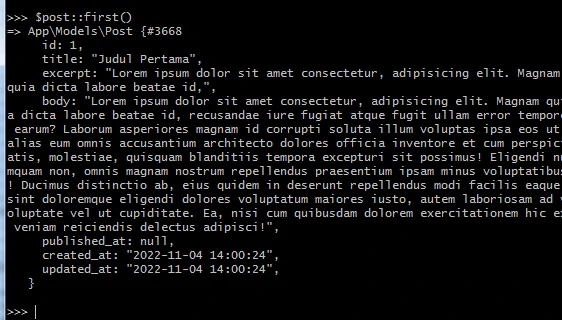 >>> $post::first()
=> App\Models\Post {#3668
id: 1,
title: "Judul Pertama",
excerpt: "Lorem ipsum dolor sit amet consectetur, adipisicing elit. Magnam
quia dicta labore beatae id,",
body: "Lorem ipsum dolor sit amet consectetur, adipisicing elit. Magnam qui
a dicta labore beatae id, recusandae iure fugiat atque fugit ullam error tempore
earum? Laborum asperiores magnam id corrupti soluta illum voluptas ipsa eos ut
alias eum omnis accusantium architecto dolores officia inventore et cum perspic
atis, molestiae, quisquam blanditiis tempora excepturi sit possimus! Eligendi n
mquam non, omnis magnam nostrum repellendus praesentium ipsam minus voluptatibus
! Ducimus distinctio ab, eius quidem in deserunt repellendus modi facilis eaque
sint doloremque eligendi dolores voluptatum maiores iusto, autem laboriosam ad v
oluptate vel ut cupiditate. Ea, nisi cum quibusdam dolorem exercitationem hic ex
veniam reiciendis delectus adipisci!",
published_at: null,
created_at: "2022-11-04 14:00:24",
updated_at: "2022-11-04 14:00:24",
}
>>>